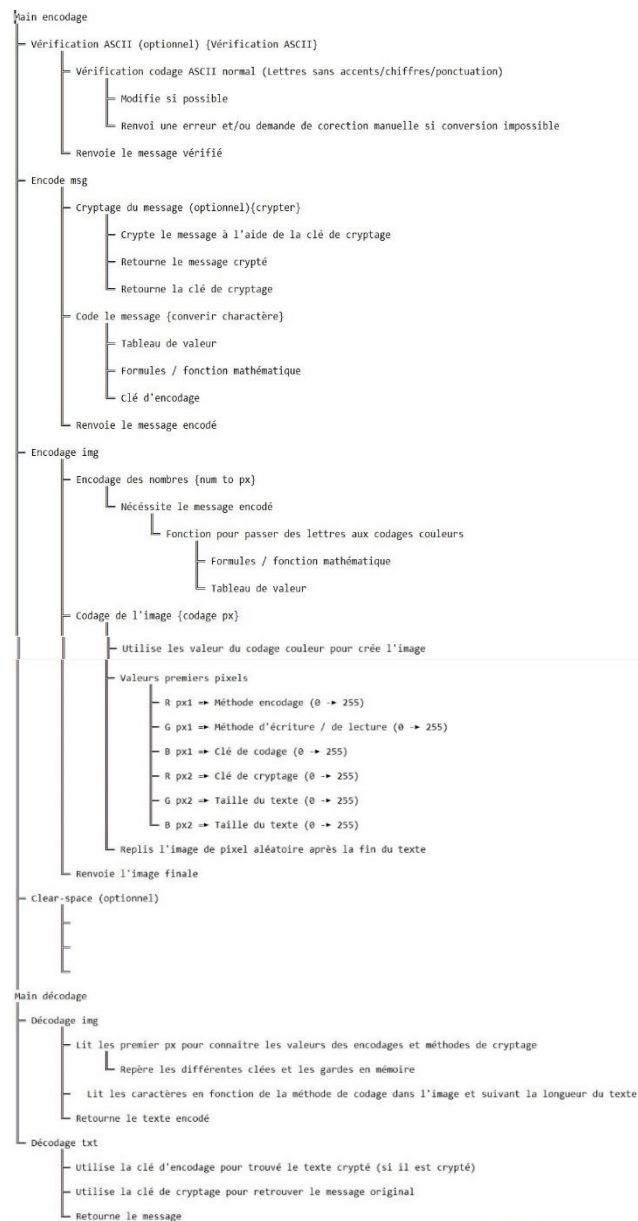 Main encodage
Vérification ASCII (optionnel) {Vérification ASCII}
Vérification codage ASCII normal (Lettres sans accents/chiffres/ponctuation)
Modifie si possible
Renvoi une erreur et/ou demande de corection manuelle si conversion impossible
Renvoie le message vérifié
Encode msg
Cryptage du message (optionnel){crypter}
Crypte le message à l'aide de la clé de cryptage
Retourne le message crypté
Retourne la clé de cryptage
Code le message {converir charactère}
Tableau de valeur
Formules / fonction mathématique
Clé d'encodage
Renvoie le message encodé
Encodage img
Encodage des nombres {num to px}
Nécéssite le message encodé
Fonction pour passer des lettres aux codages couleurs
Formules / fonction mathématique
Tableau de valeur
Codage de l'image {codage px}
Utilise les valeur du codage couleur pour crée l'image
Valeurs premiers pixels
R px1 => Méthode encodage (0 -> 255)
G px1 => Méthode d'écriture / de lecture (0 -> 255)
B px1 => Clé de codage (0 -> 255)
R px2 => Clé de cryptage (0 -> 255)
G px2 => Taille du texte (0 -> 255)
B px2 => Taille du texte (0 -> 255)
Replis l'image de pixel aléatoire après la fin du texte
Renvoie l'image finale
Clear-space (optionnel)
Main décodage
Décodage img
Lit les premier px pour connaitre les valeurs des encodages et méthodes de cryptage
Repère les différentes clées et les gardes en mémoire
Lit les caractères en fonction de la méthode de codage dans l'image et suivant la longueur du texte
Retourne le texte encodé
Décodage txt
Utilise la clé d'encodage pour trouvé le texte crypté (si il est crypté)
Utilise la clé de cryptage pour retrouver le message original
Retourne le message